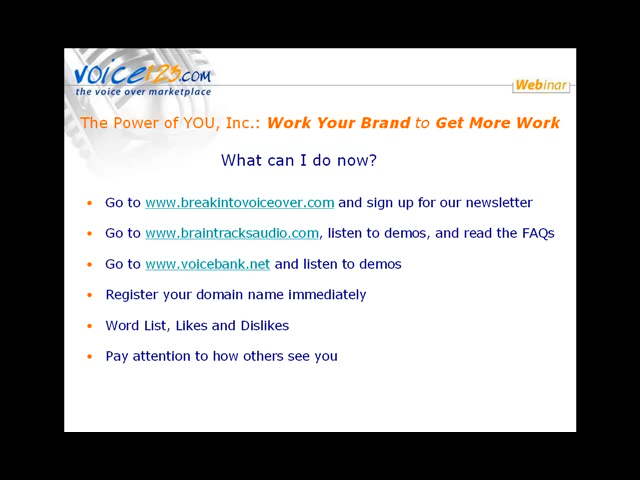 voice123.com
the voice over marketplace
Webinar
The Power of YOU, Inc.: Work Your Brand to Get More Work
What can I do now?
• Go to www.breakintovoiceover.com and sign up for our newsletter
• Go to www.braintracksaudio.com, listen to demos, and read the FAQs
• Go to www.voicebank.net and listen to demos
• Register your domain name immediately
• Word List, Likes and Dislikes
• Pay attention to how others see you